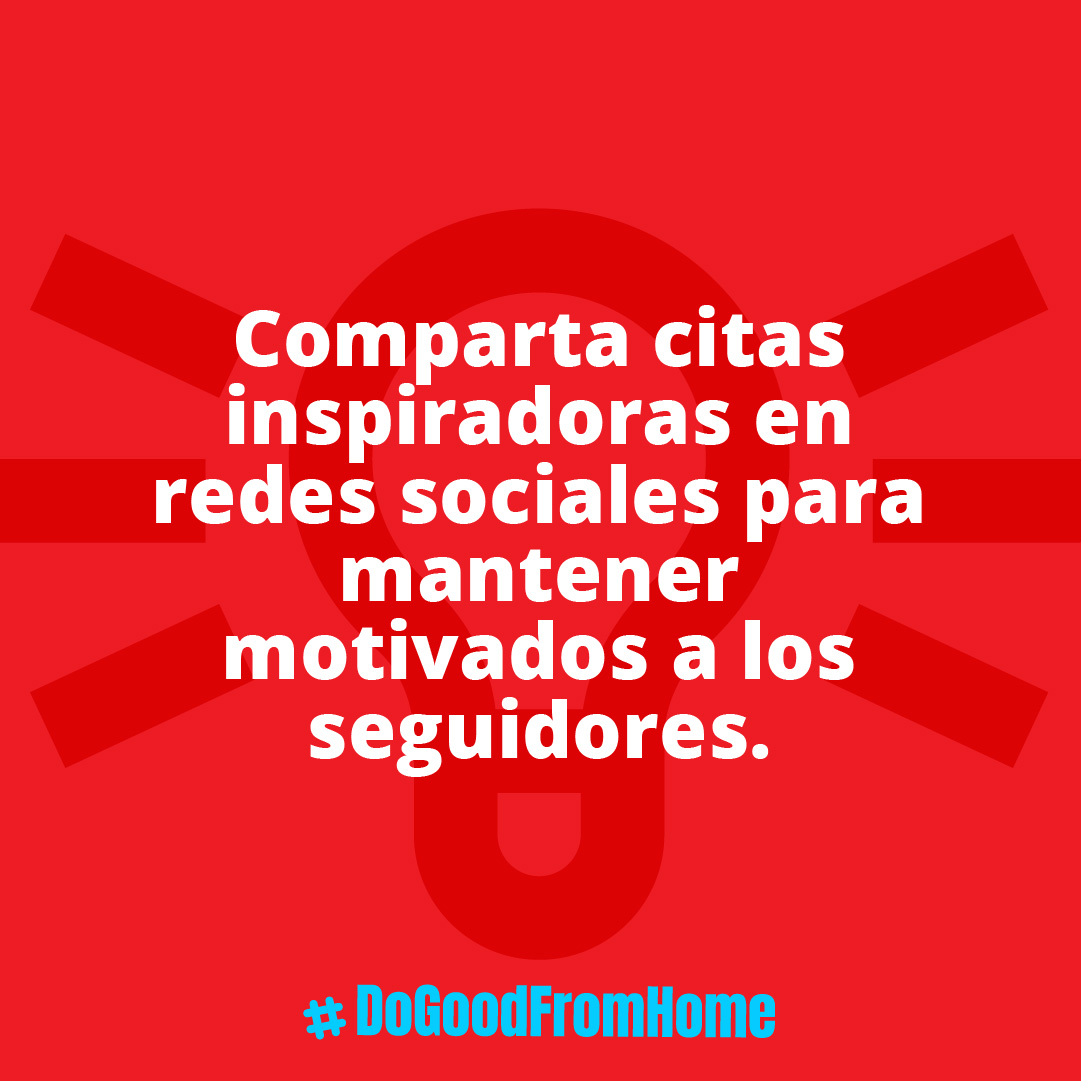 Comparta citas
inspiradoras en
redes sociales para
mantener
motivados a los
seguidores.
#DoGoodFromHome